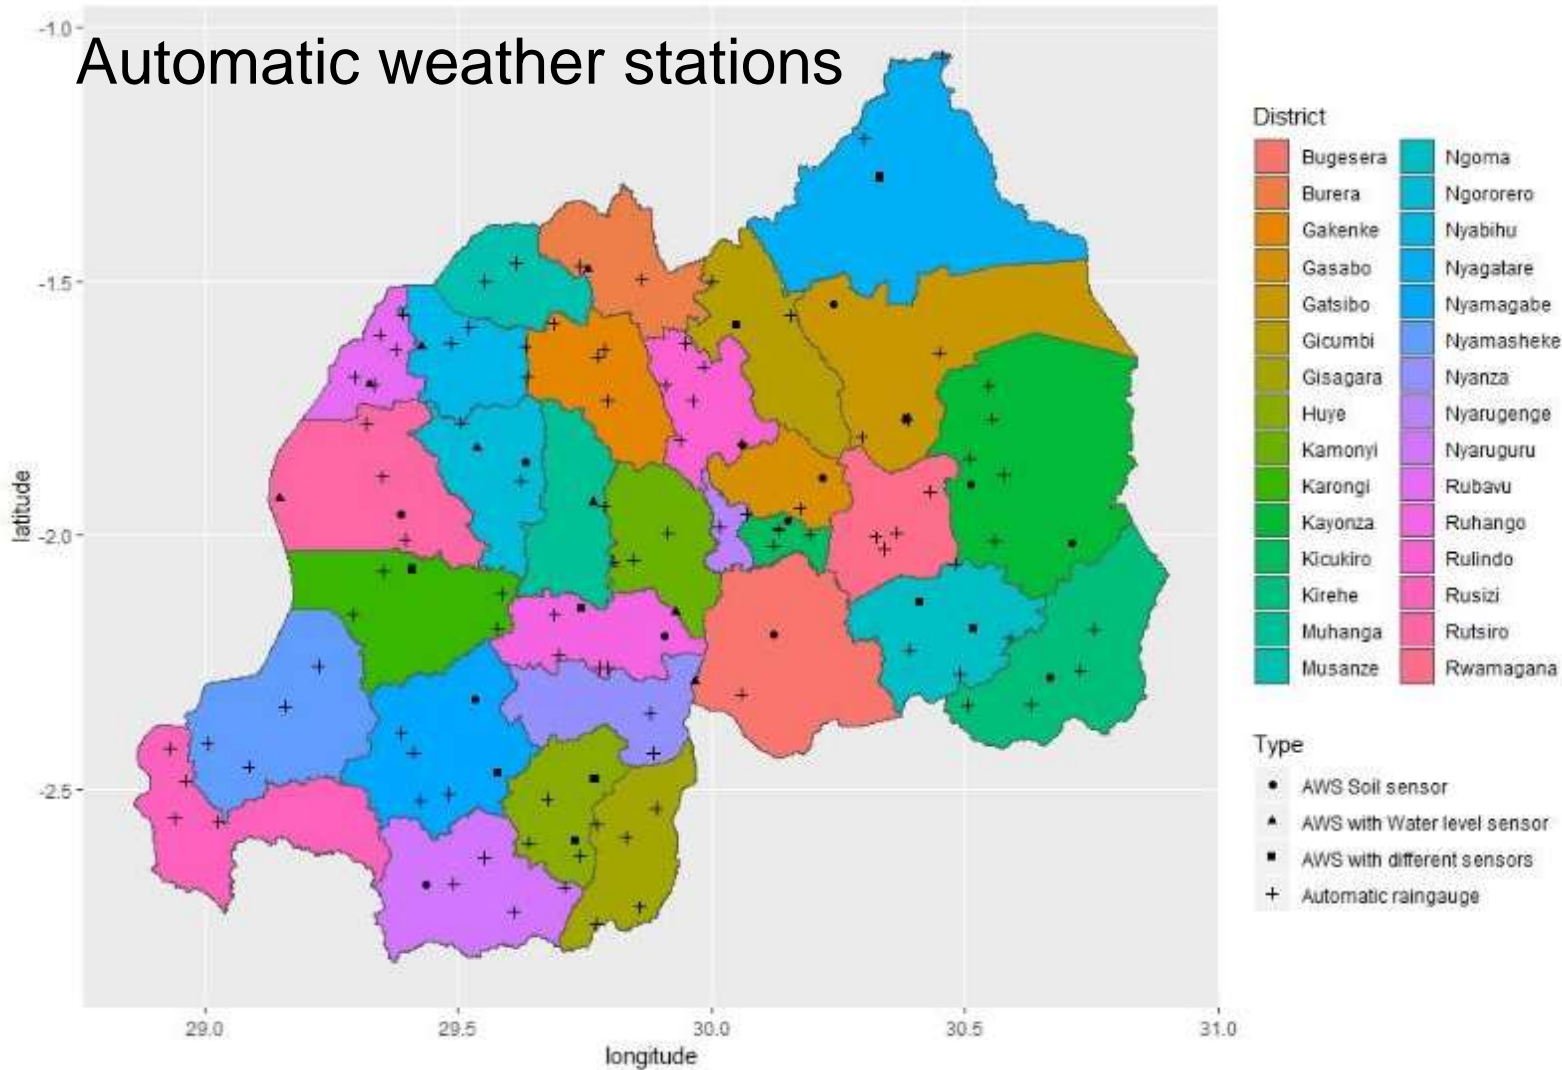 Automatic weather stations
-1.0
-1.5
-2.0
-2.5
latitude
29.0
29.5
30.0
30.5
31.0
longitude
District
Bugesera
Burera
Gakenke
Gasabo
Gatsibo
Gicumbi
Gisagara
Huye
Kamonyi
Karongi
Kayonza
Kicukiro
Kirehe
Muhanga
Musanze
Ngoma
Ngororero
Nyabihu
Nyagatare
Nyamagabe
Nyamasheke
Nyanza
Nyarugenge
Nyaruguru
Rubavu
Ruhango
Rulindo
Rusizi
Rutsiro
Rwamagana
Type
AWS Soil sensor
AWS with Water level sensor
AWS with different sensors
Automatic raingauge